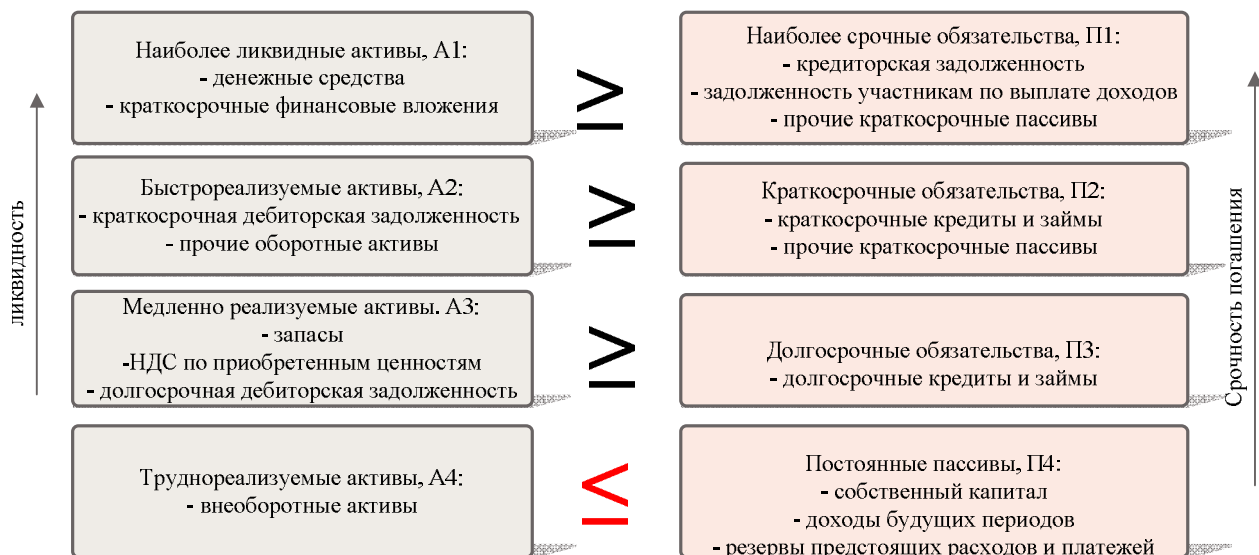 Наиболее ликвидные активы, А1:
- денежные средства
- краткосрочные финансовые вложения
≥
Наиболее срочные обязательства, П1:
- кредиторская задолженность
- задолженность участникам по выплате доходов
- прочие краткосрочные пассивы
Быстрореализуемые активы, А2:
- краткосрочная дебиторская задолженность
- прочие оборотные активы
≥
Краткосрочные обязательства, П2:
- краткосрочные кредиты и займы
- прочие краткосрочные пассивы
Медленно реализуемые активы. А3:
- запасы
-НДС по приобретенным ценностям
- долгосрочная дебиторская задолженность
≥
Долгосрочные обязательства, П3:
- долгосрочные кредиты и займы
Труднореализуемые активы, А4:
- внеоборотные активы
≤
Постоянные пассивы, П4:
- собственный капитал
- доходы будущих периодов
- резервы предстоящих расходов и платежей
ликвидность
Срочность погашения